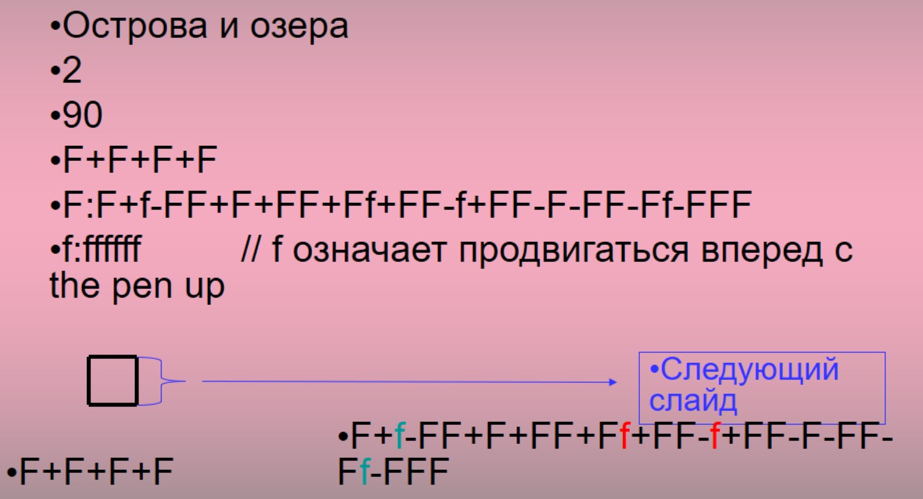 •Острова и озера
•2
•90
•F+F+F+F
•F:F+f-FF+F+FF+Ff+FF-f+FF-F-FF-Ff-FFF
•f:ffffff // f означает продвигаться вперед с
the pen up
•Следующий
слайд
•F+f-FF+F+FF+Ff+FF-f+FF-F-FF-
Ff-FFF
•F+F+F+F